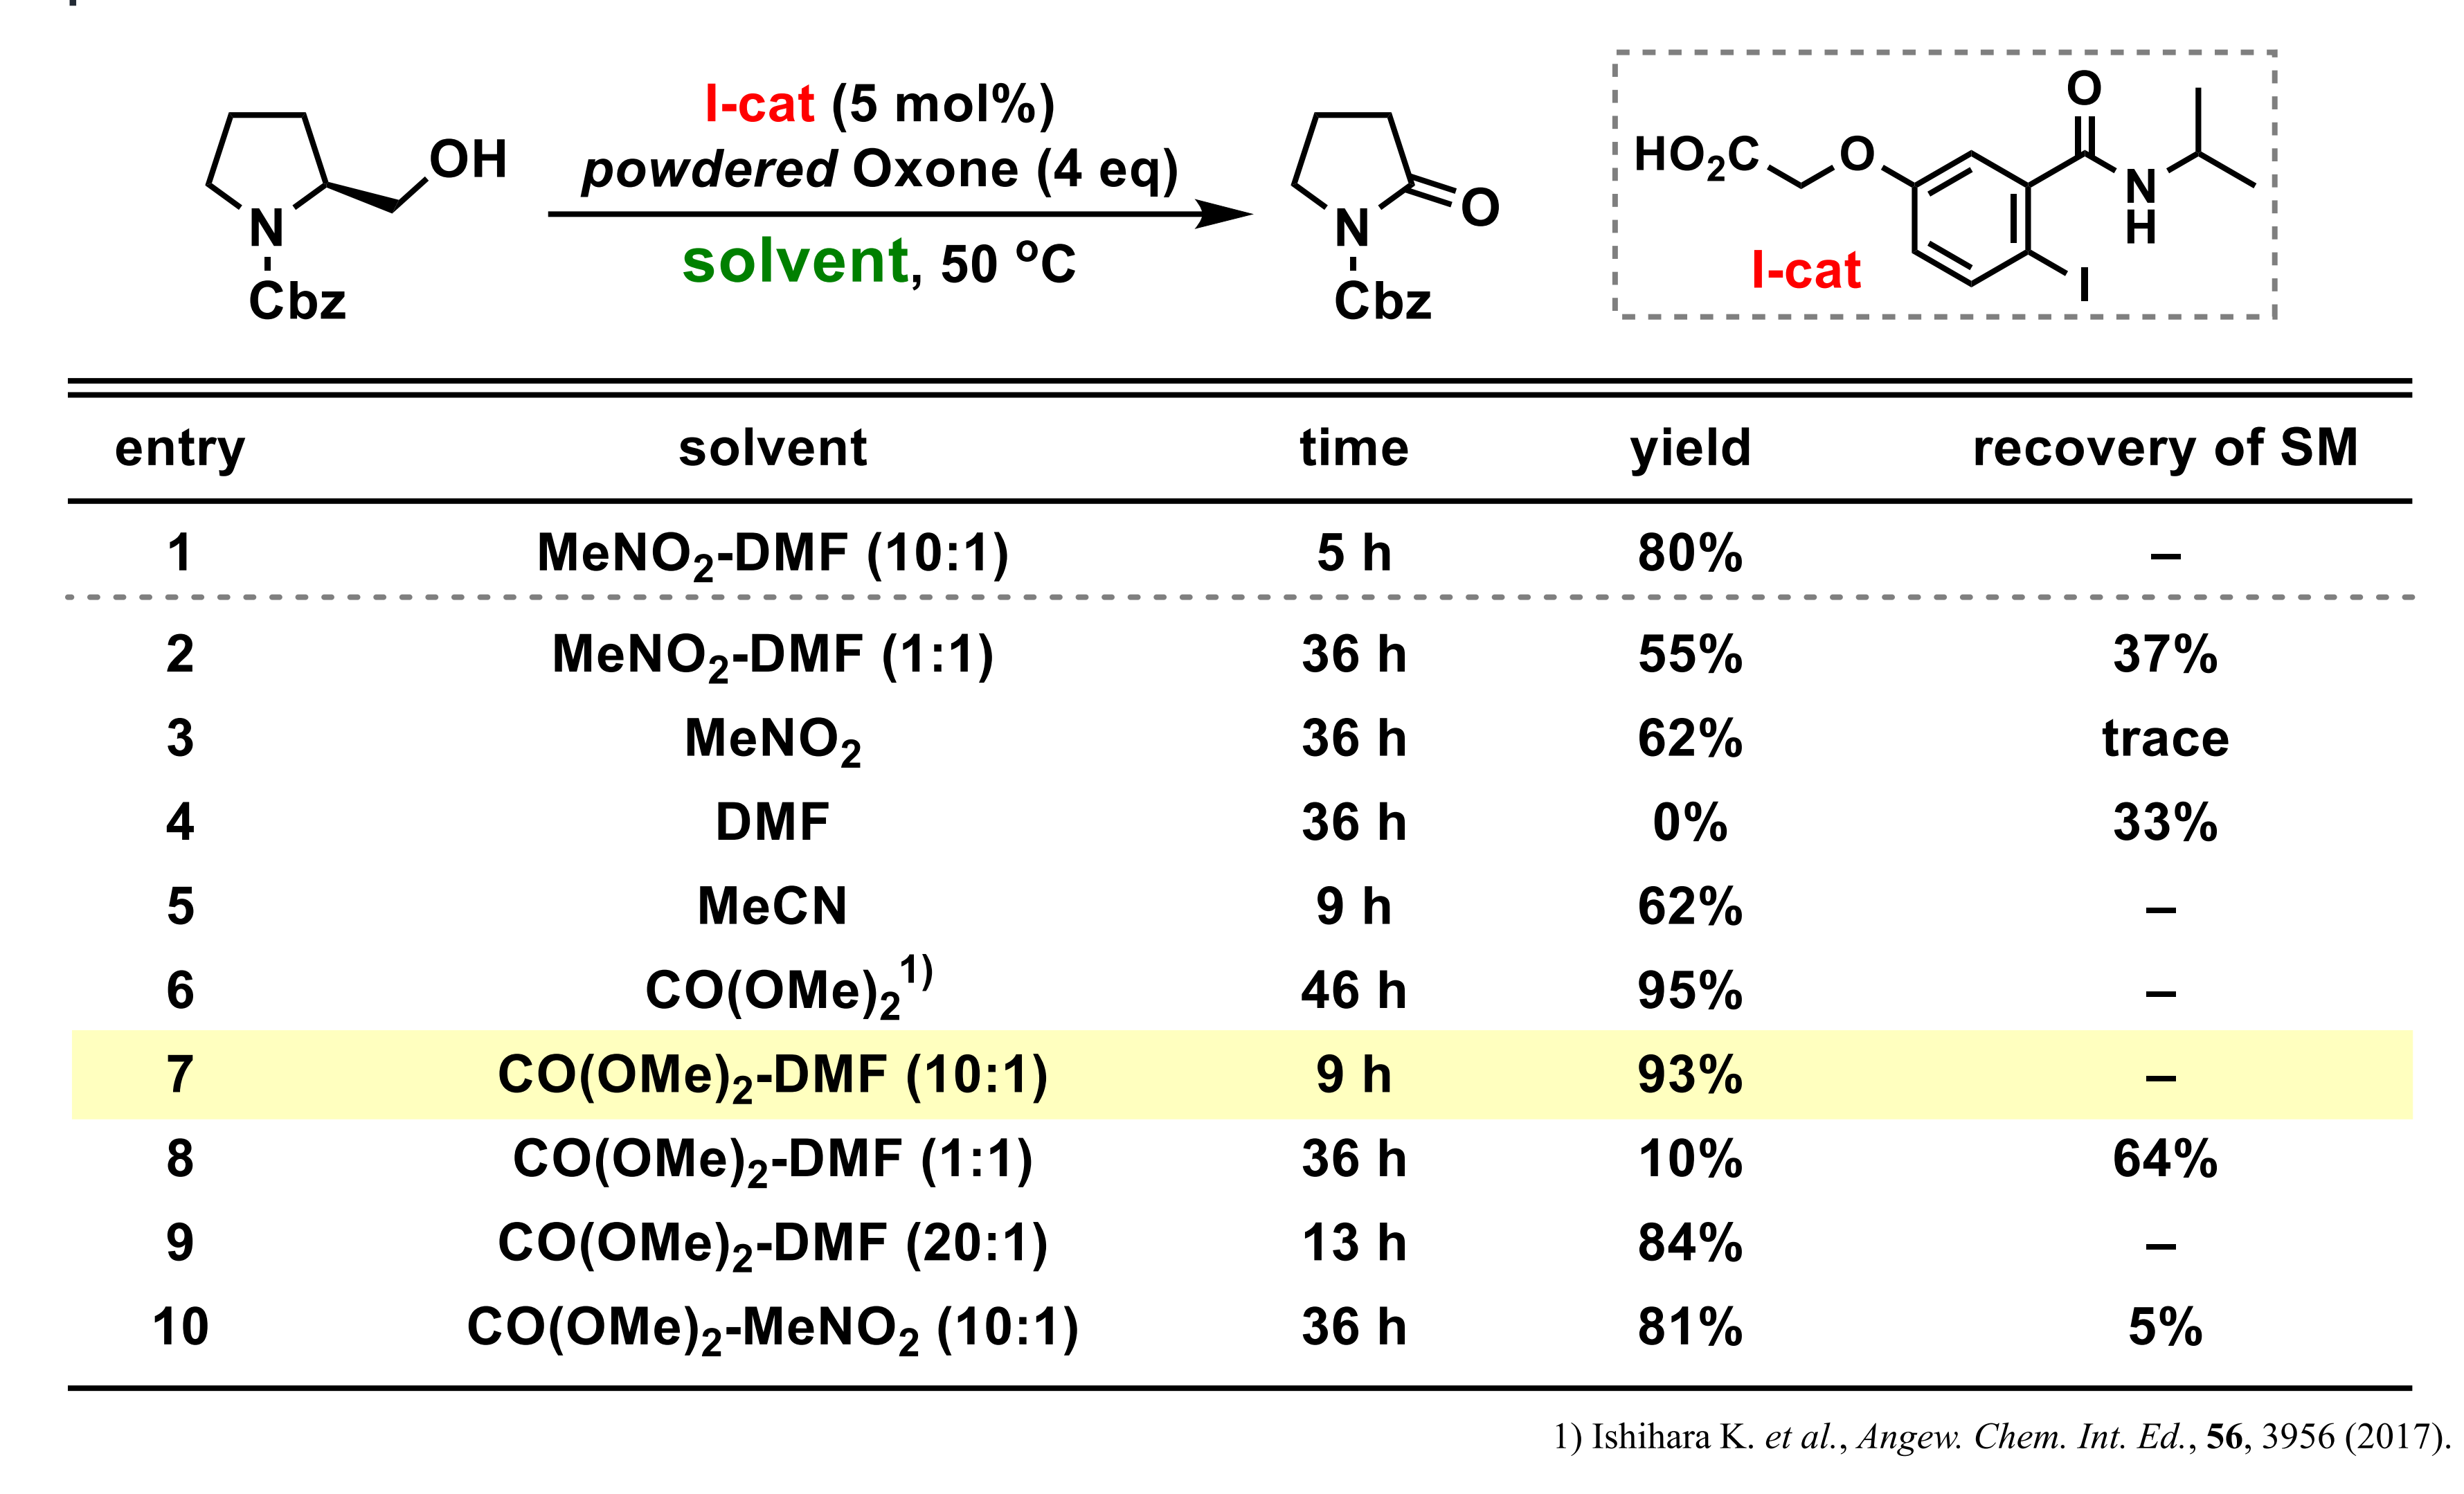 I-cat (5 mol%)
powdered Oxone (4 eq)
solvent, 50 °C
OH
N
Cbz
N
O
Cbz
HO2C
O
O
N
H
I
I-cat
entry solvent time yield recovery of SM
1 MeNO2-DMF (10:1) 5 h 80% –
2 MeNO2-DMF (1:1) 36 h 55% 37%
3 MeNO2 36 h 62% trace
4 DMF 36 h 0% 33%
5 MeCN 9 h 62% –
6 CO(OMe)2 1) 46 h 95% –
7 CO(OMe)2-DMF (10:1) 9 h 93% –
8 CO(OMe)2-DMF (1:1) 36 h 10% 64%
9 CO(OMe)2-DMF (20:1) 13 h 84% –
10 CO(OMe)2-MeNO2 (10:1) 36 h 81% 5%
1) Ishihara K. et al., Angew. Chem. Int. Ed., 56, 3956 (2017).